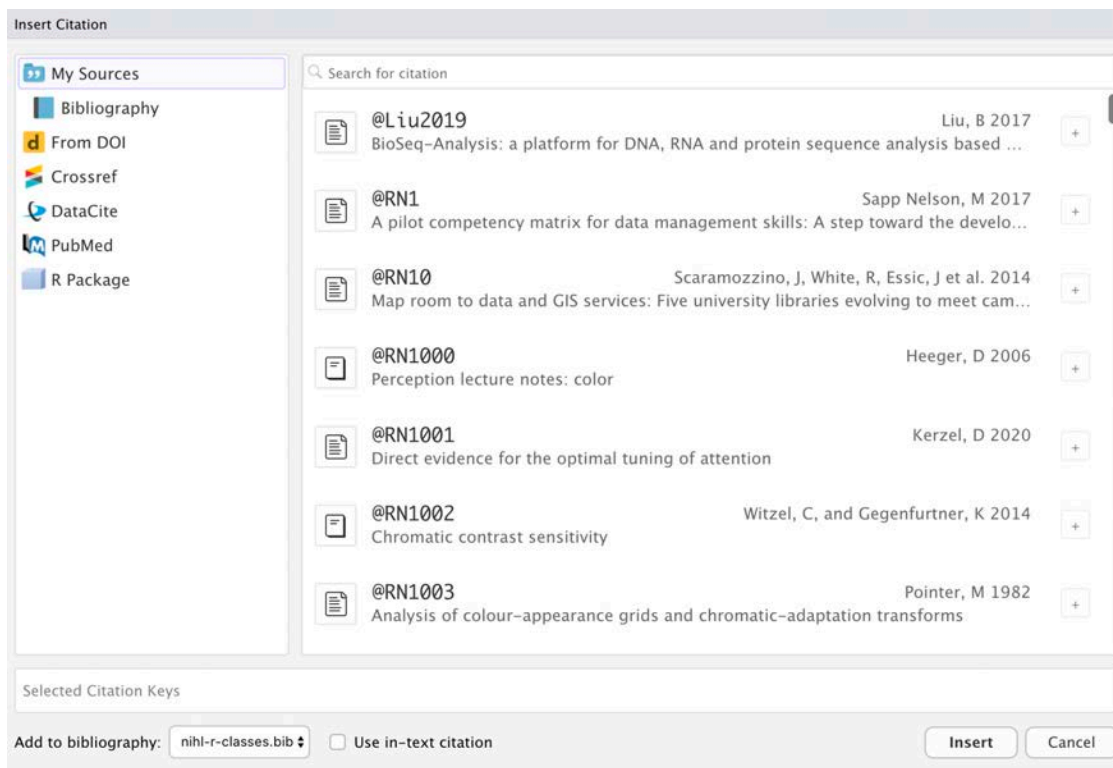 Insert Citation
My Sources
Bibliography
From DOI
Crossref
DataCite
PubMed
R Package
Search for citation
@Liu2019 Liu, B 2017
BioSeq-Analysis: a platform for DNA, RNA and protein sequence analysis based ...
@RN1 Sapp Nelson, M 2017
A pilot competency matrix for data management skills: A step toward the develo...
@RN10 Scaramozzino, J, White, R, Essic, J et al. 2014
Map room to data and GIS services: Five university libraries evolving to meet cam...
@RN1000 Heeger, D 2006
Perception lecture notes: color
@RN1001 Kerzel, D 2020
Direct evidence for the optimal tuning of attention
@RN1002 Witzel, C, and Gegenfurtner, K 2014
Chromatic contrast sensitivity
@RN1003 Pointer, M 1982
Analysis of colour-appearance grids and chromatic-adaptation transforms
Selected Citation Keys
Add to bibliography: nihl-r-classes.bib Use in-text citation Insert Cancel